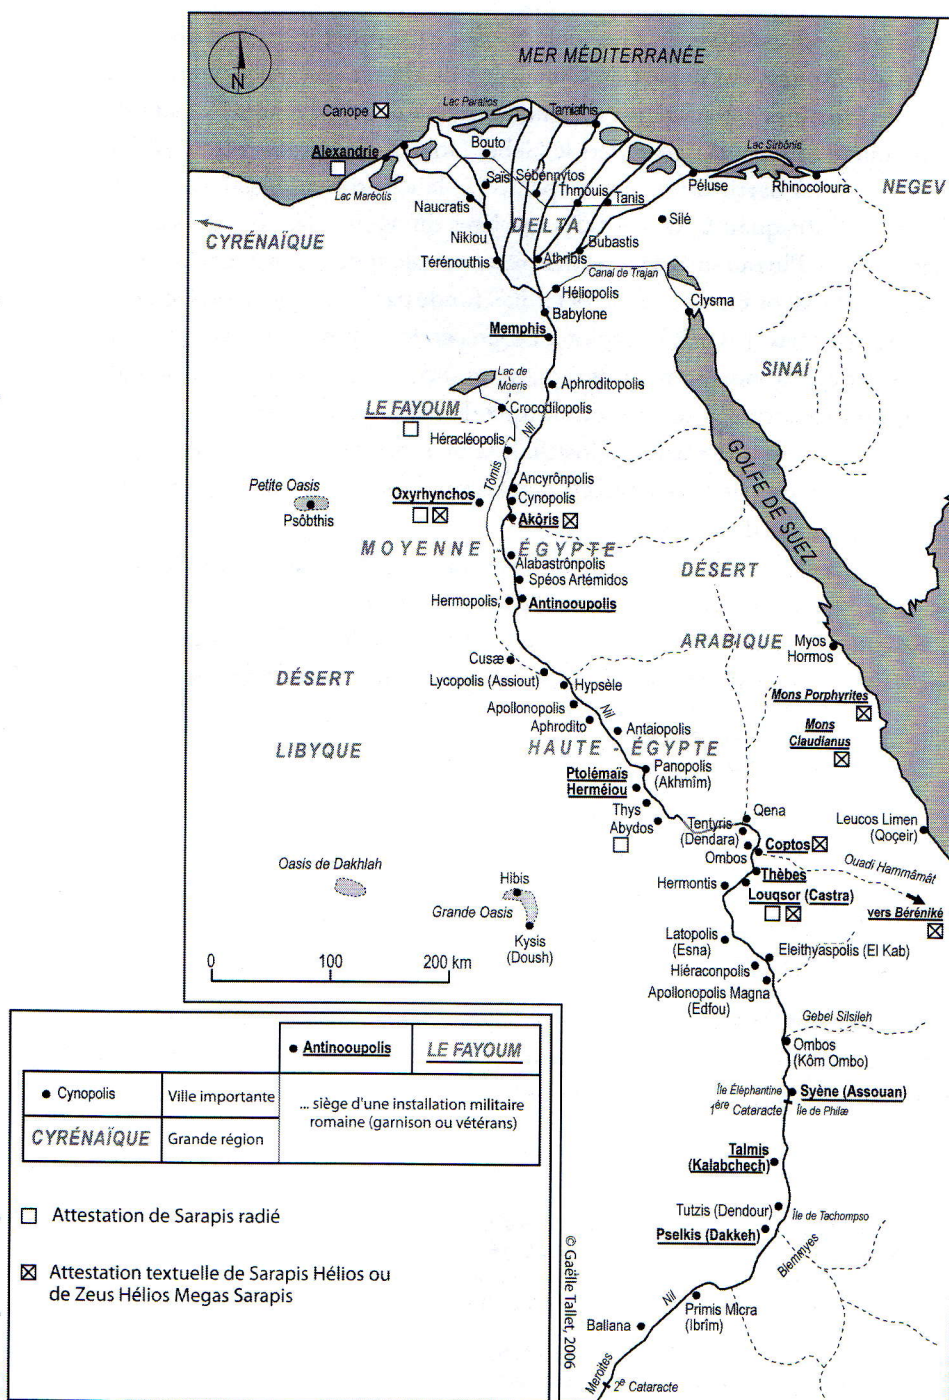 MER MÉDITERRANÉE
N
Canope
Lac Paralios
Tamiathis
Alexandrie
Bouto
Lac Sirbônis
Lac Maréotis
Saïs
Sébennytos
Thmouis
Tanis
Péluse
Rhinocoloura
NEGEV
Naucratis
DELTA
Silé
CYRÉNAÏQUE
Nikiou
Bubastis
Térénouthis
Athribis
Canal de Trajan
Héliopolis
Clysma
Babylone
Memphis
SINAÏ
Lac de
Moeris
Aphroditopolis
LE FAYOUM
Crocodilopolis
Nil
Héracléopolis
GOLFE DE SUEZ
Tômis
Petite Oasis
Psôbthis
Oxyrhynchos
Ancyrônpolis
Cynopolis
Akôris
MOYENNE - ÉGYPTE
Alabastrônpolis
DÉSERT
Spéos Artémidos
Hermopolis
Antinooupolis
ARABIQUE
Myos
Hormos
Cusæ
DÉSERT
Lycopolis (Assiout)
Hypsèle
Mons Porphyrites
Apollonopolis
Nil
Aphrodito
Antaiopolis
Mons
Claudianus
LIBYQUE
HAUTE - ÉGYPTE
Panopolis
(Akhmîm)
Ptolémaïs
Herméiou
Thys
Abydos
Qena
Tentyris
(Dendara)
Leucos Limen
(Qoçeir)
Ombos
Coptos
Ouadi Hammâmât
Oasis de Dakhlah
Hibis
Thèbes
Hermontis
Louqsor (Castra)
Grande Oasis
vers Béréniké
Kysis
(Doush)
Latopolis
(Esna)
Eleithyaspolis (El Kab)
Hiéraconpolis
0 100 200 km
Apollonopolis Magna
(Edfou)
Gebel Silsileh
Ombos
(Kôm Ombo)
Île Éléphantine
Syène (Assouan)
1ère Cataracte
Île de Philæ
Talmis
(Kalabchech)
Tutzis (Dendour)
Île de Tachompso
Pselkis (Dakkeh)
Blemmyes
Nil
Primis Micra
(Ibrîm)
Ballana
Meroïtes
2e Cataracte
Antinooupolis
LE FAYOUM
Cynopolis
Ville importante
... siège d'une installation militaire
romaine (garnison ou vétérans)
CYRÉNAÏQUE
Grande région
Attestation de Sarapis radié
Attestation textuelle de Sarapis Hélios ou
de Zeus Hélios Megas Sarapis
© Gaëlle Tallet, 2006